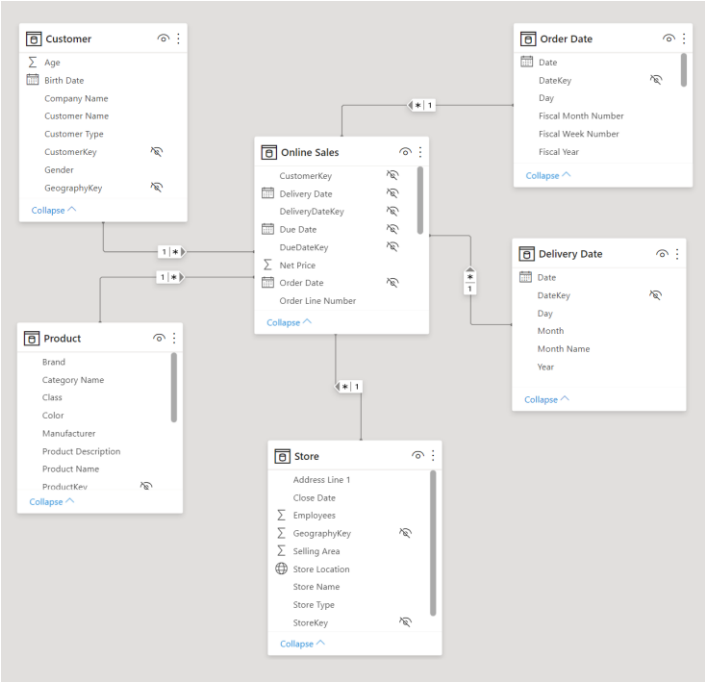 Customer
Age
Birth Date
Company Name
Customer Name
Customer Type
CustomerKey
Gender
GeographyKey
Collapse
Order Date
Date
DateKey
Day
Fiscal Month Number
Fiscal Week Number
Fiscal Year
Collapse
* 1
Online Sales
CustomerKey
Delivery Date
DeliveryDateKey
Due Date
DueDateKey
Net Price
Order Date
Order Line Number
Collapse
1 *
1 *
*
1
Delivery Date
Date
DateKey
Day
Month
Month Name
Year
Collapse
Product
Brand
Category Name
Class
Color
Manufacturer
Product Description
Product Name
ProductKey
Collapse
* 1
Store
Address Line 1
Close Date
Employees
GeographyKey
Selling Area
Store Location
Store Name
Store Type
StoreKey
Collapse